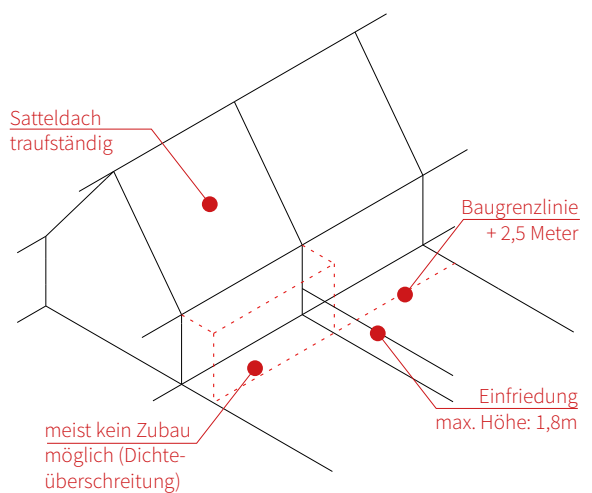 Satteldach
traufständig
Baugrenzlinie
+ 2,5 Meter
Einfriedung
max. Höhe: 1,8m
meist kein Zubau
möglich (Dichte-
überschreitung)